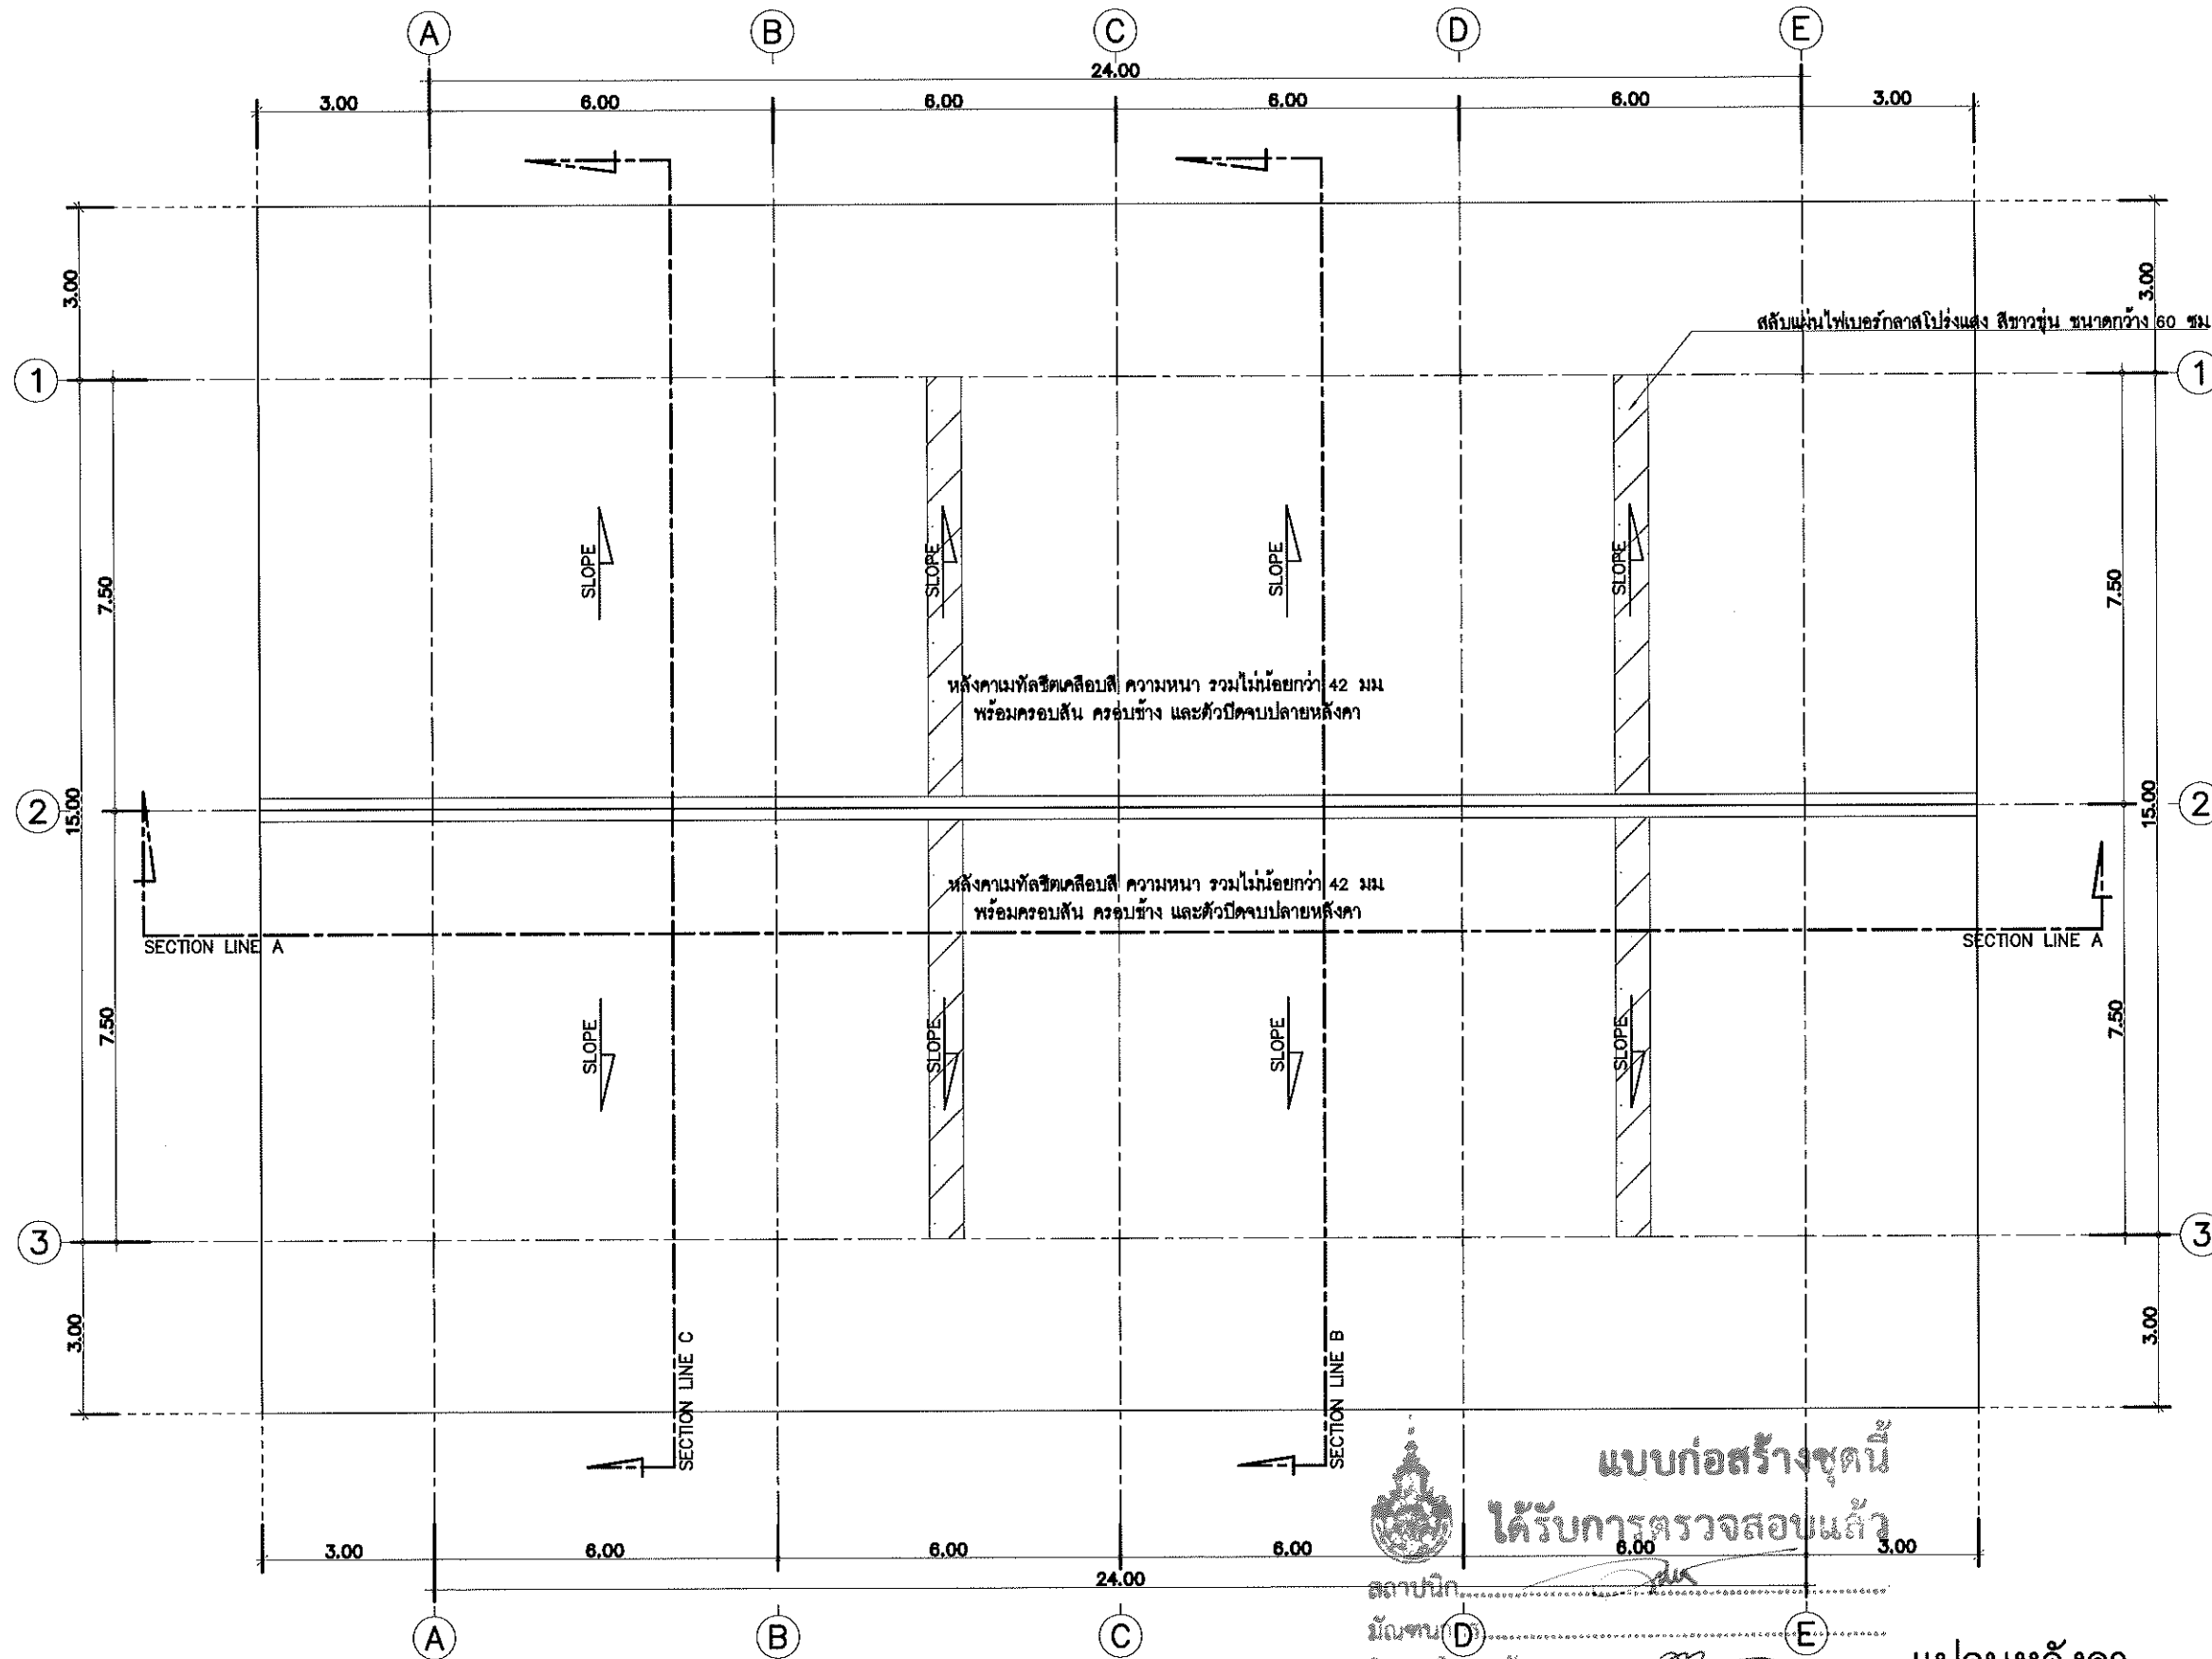 A B C D E
24.00
3.00 6.00 6.00 6.00 6.00 3.00
3.00 3.00
สลับแผ่นไฟเบอร์กลาสโปร่งแสง สีขาวขุ่น ขนาดกว้าง 60 ซม
1 1
SLOPE SLOPE SLOPE SLOPE
7.50 7.50
หลังคาเมทัลชีตเคลือบสี ความหนา รวมไม่น้อยกว่า 42 มม
พร้อมครอบสัน ครอบข้าง และตัวปิดจบปลายหลังคา
2 15.00 15.00 2
หลังคาเมทัลชีตเคลือบสี ความหนา รวมไม่น้อยกว่า 42 มม
พร้อมครอบสัน ครอบข้าง และตัวปิดจบปลายหลังคา
SECTION LINE A SECTION LINE A
7.50 7.50
SLOPE SLOPE SLOPE SLOPE
3 3
3.00 3.00
SECTION LINE C
SECTION LINE B
แบบก่อสร้างชุดนี้
ได้รับการตรวจสอบแล้ว
3.00 6.00 6.00 6.00 6.00 3.00
24.00
สถาปนิก
A B C D E
แปลนหลังคา